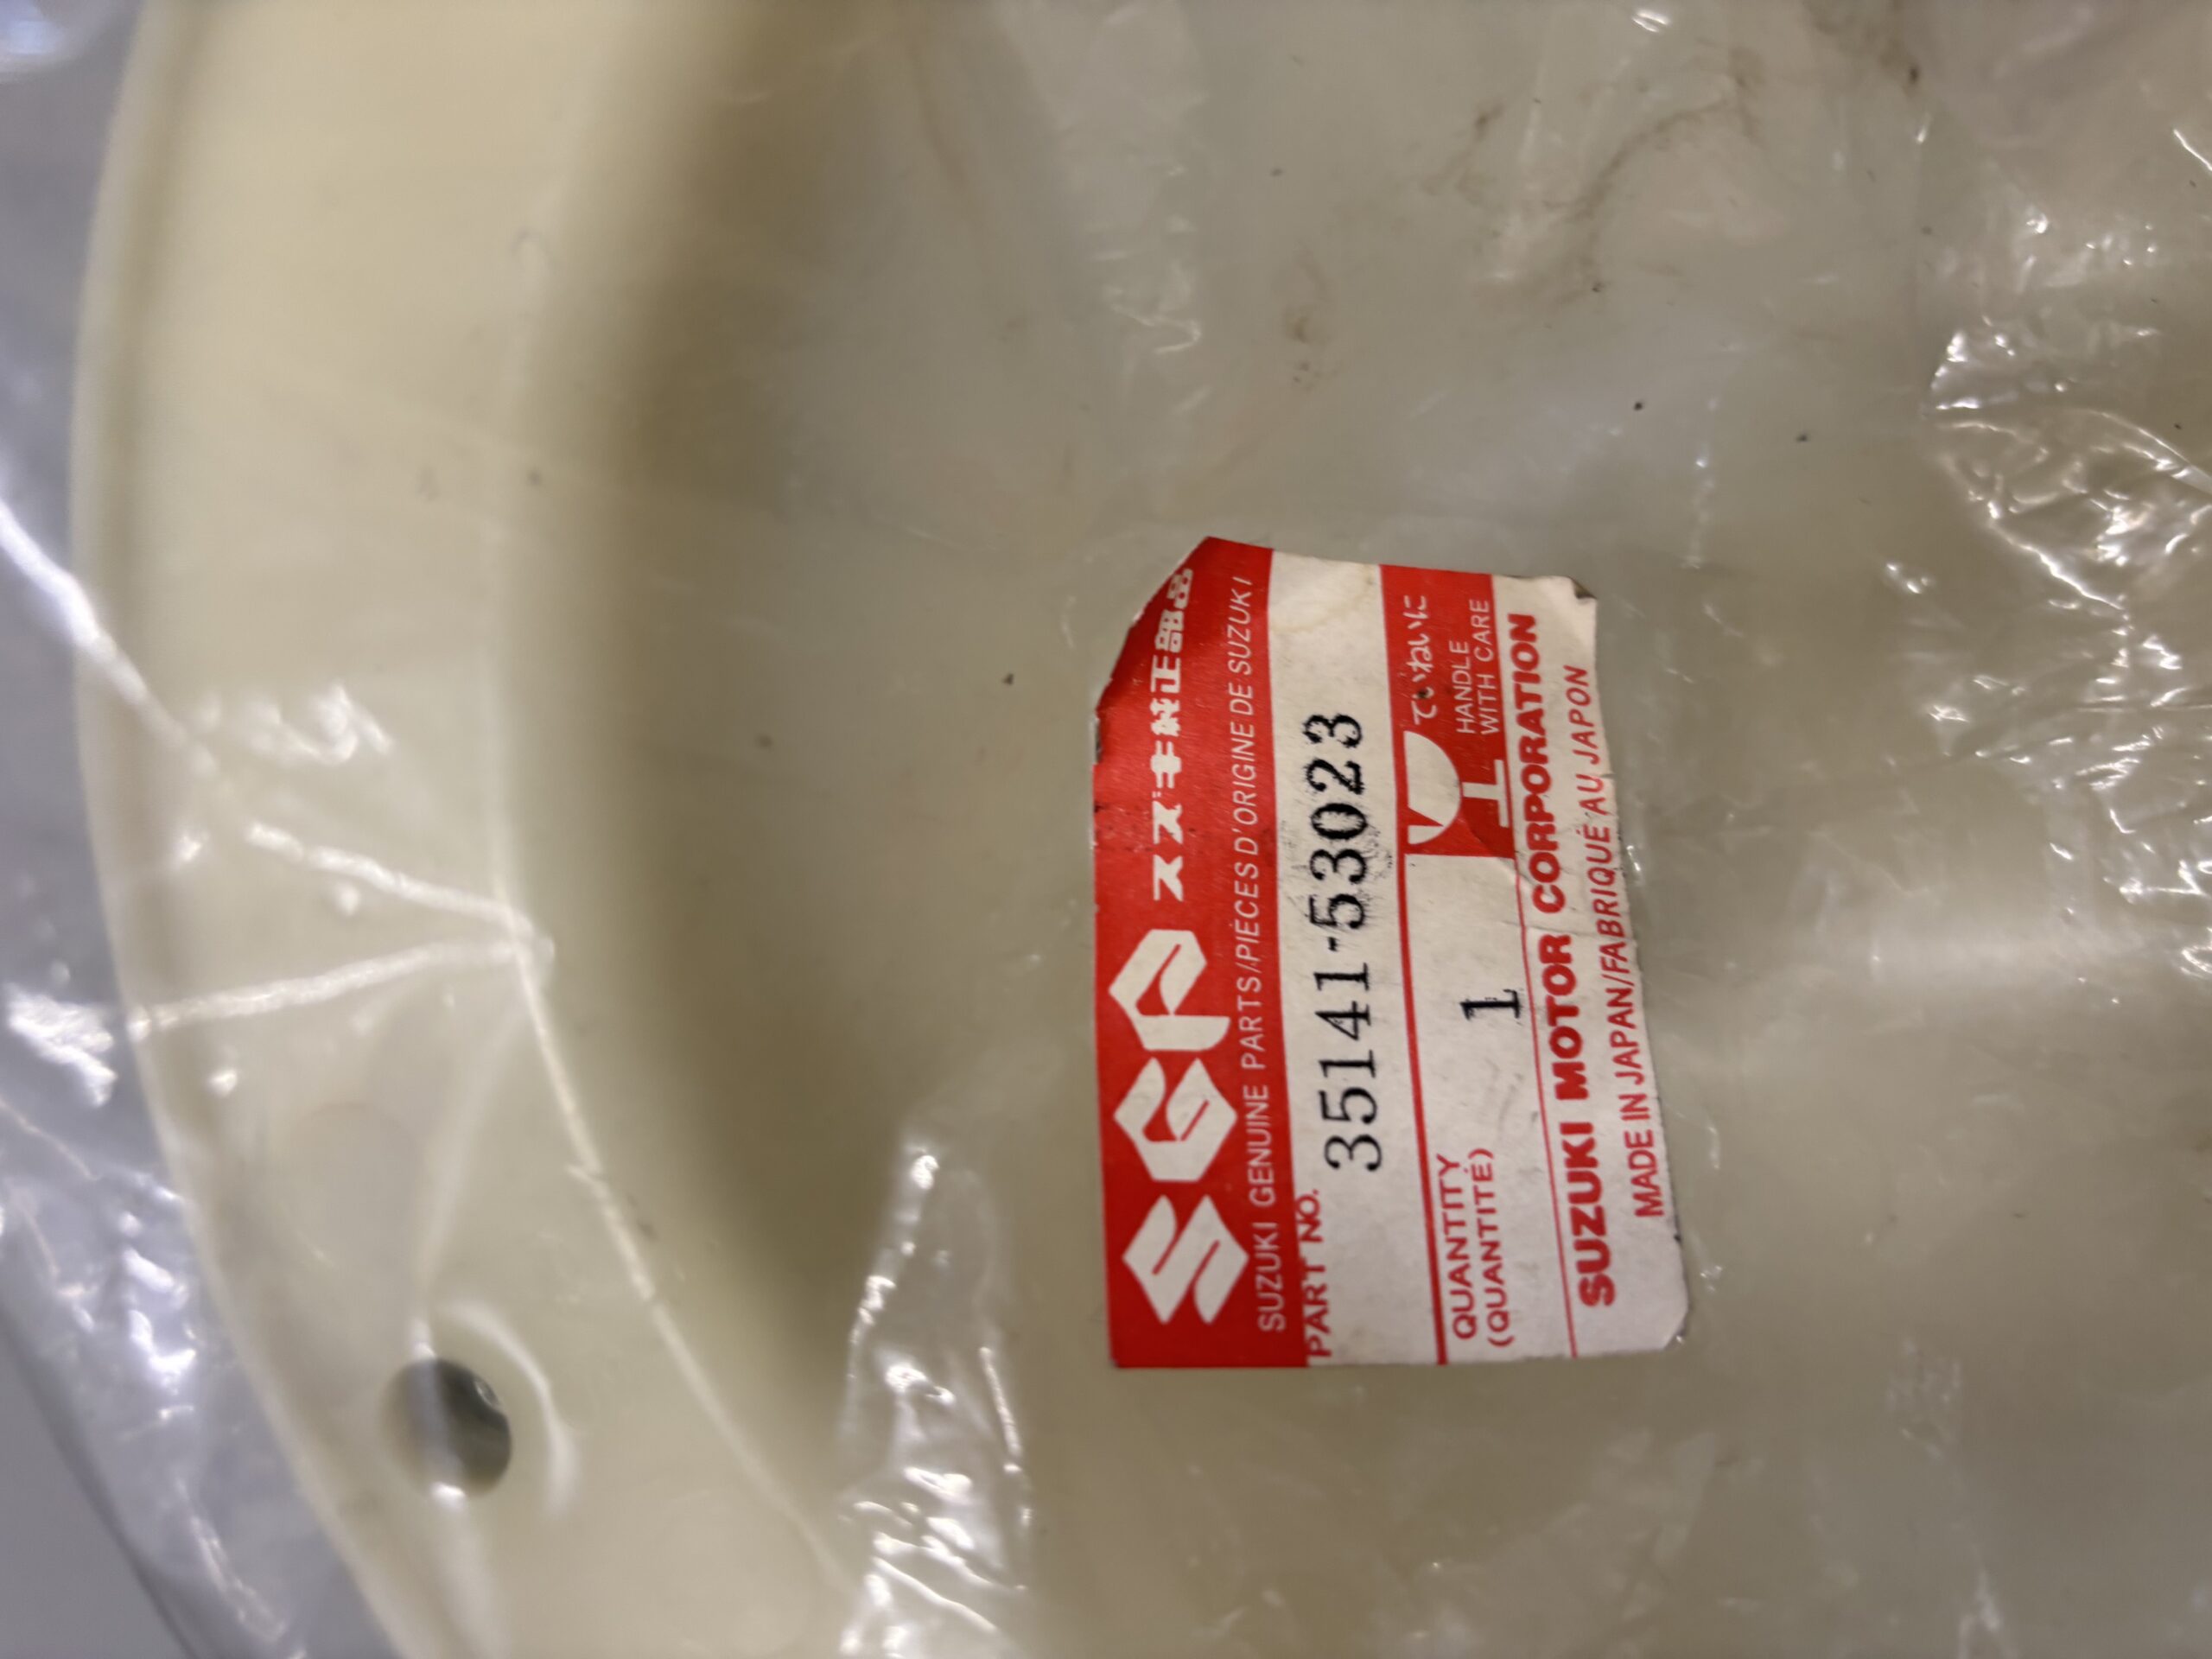 SGP スズキ純正部品
SUZUKI GENUINE PARTS/PIÈCES D'ORIGINE DE SUZUKI
PART NO.
35141-53023
QUANTITY
(QUANTITÉ)
1
ていねいに
HANDLE
WITH CARE
SUZUKI MOTOR CORPORATION
MADE IN JAPAN/FABRIQUÉ AU JAPON